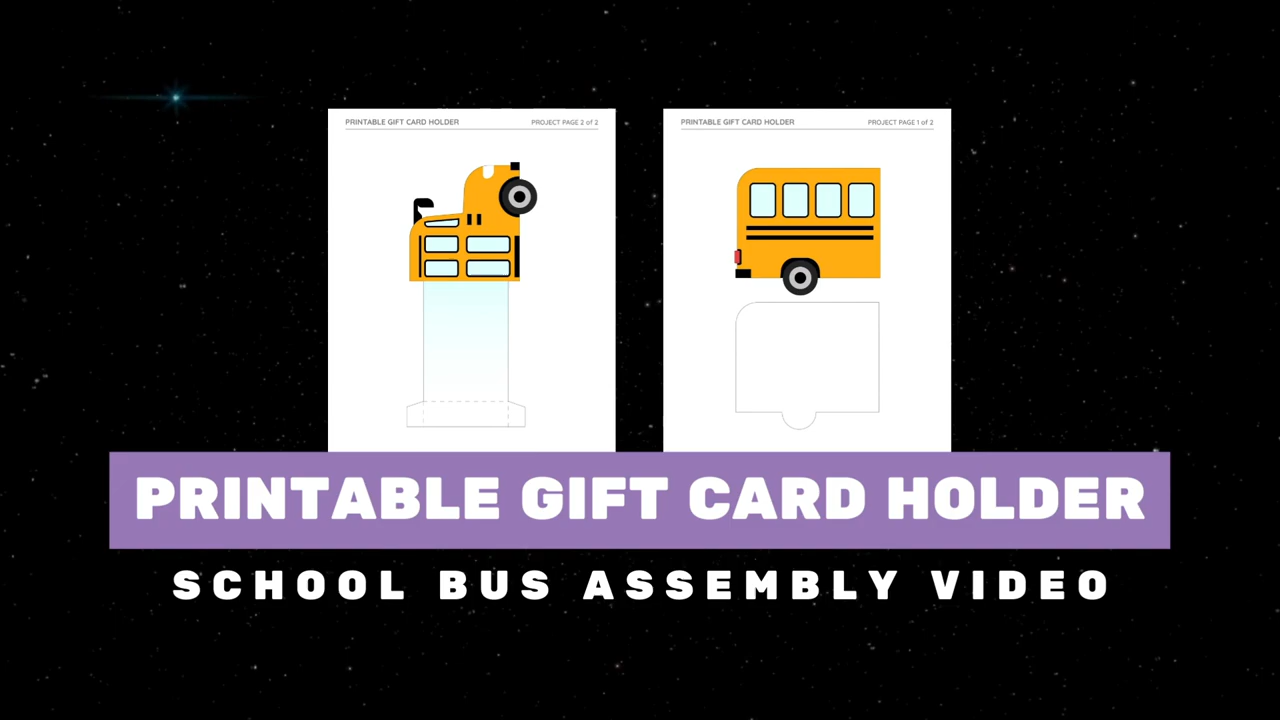 PRINTABLE GIFT CARD HOLDER PROJECT PAGE 2 of 2
PRINTABLE GIFT CARD HOLDER PROJECT PAGE 1 of 2
PRINTABLE GIFT CARD HOLDER
SCHOOL BUS ASSEMBLY VIDEO